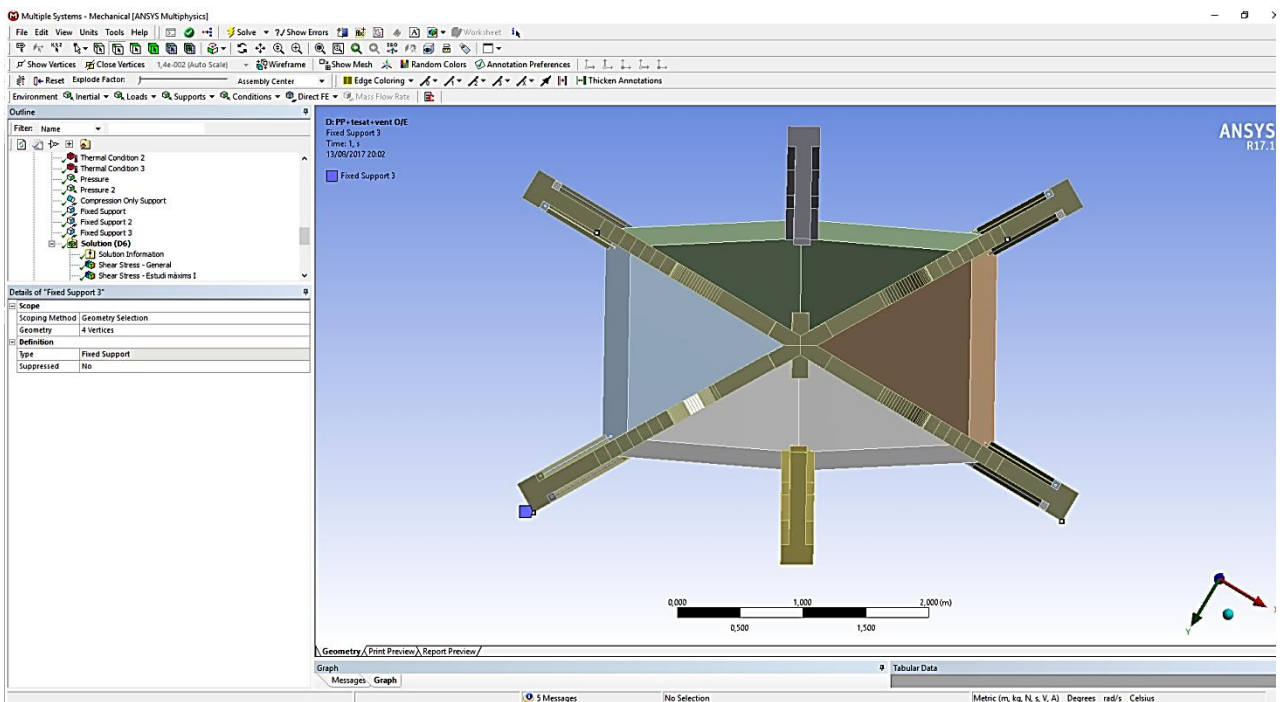 Multiple Systems - Mechanical [ANSYS Multiphysics]
File Edit View Units Tools Help Solve ?/ Show Errors Worksheet
Show Vertices Close Vertices 1,4e-002 (Auto Scale) Wireframe Show Mesh Random Colors Annotation Preferences
Reset Explode Factor: Assembly Center Edge Coloring Thicken Annotations
Environment Inertial Loads Supports Conditions Direct FE Mass Flow Rate
Outline
Filter: Name
Thermal Condition 2
Thermal Condition 3
Pressure
Pressure 2
Compression Only Support
Fixed Support
Fixed Support 2
Fixed Support 3
Solution (D6)
Solution Information
Shear Stress - General
Shear Stress - Estudi màxims I
Details of "Fixed Support 3"
Scope
Scoping Method Geometry Selection
Geometry 4 Vertices
Definition
Type Fixed Support
Suppressed No
D: PP+tesat+vent O/E
Fixed Support 3
Time: 1, s
13/09/2017 20:02
Fixed Support 3
ANSYS
R17.1
0,000 1,000 2,000 (m)
0,500 1,500
Y X
Geometry Print Preview Report Preview
Graph Tabular Data
Messages Graph
5 Messages No Selection Metric (m, kg, N, s, V, A) Degrees rad/s Celsius